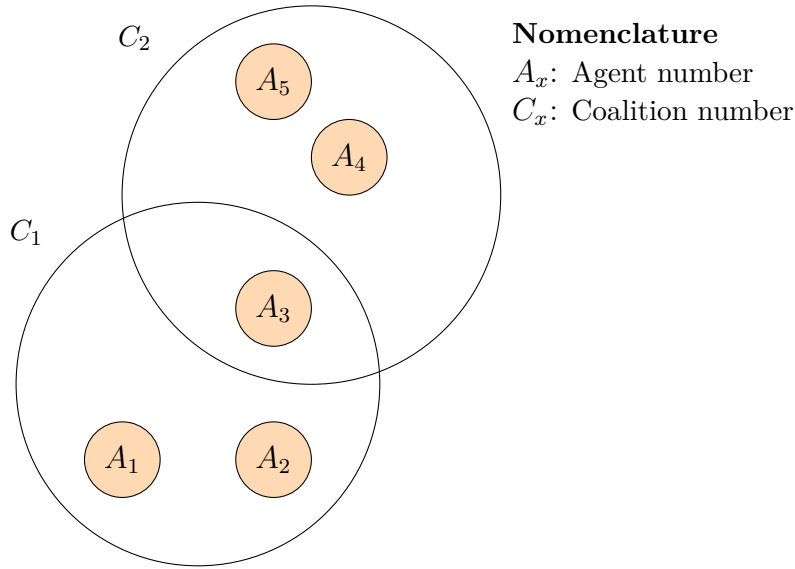 C₂
A₅
A₄
C₁
A₃
A₁
A₂
Nomenclature
Aₓ: Agent number
Cₓ: Coalition number